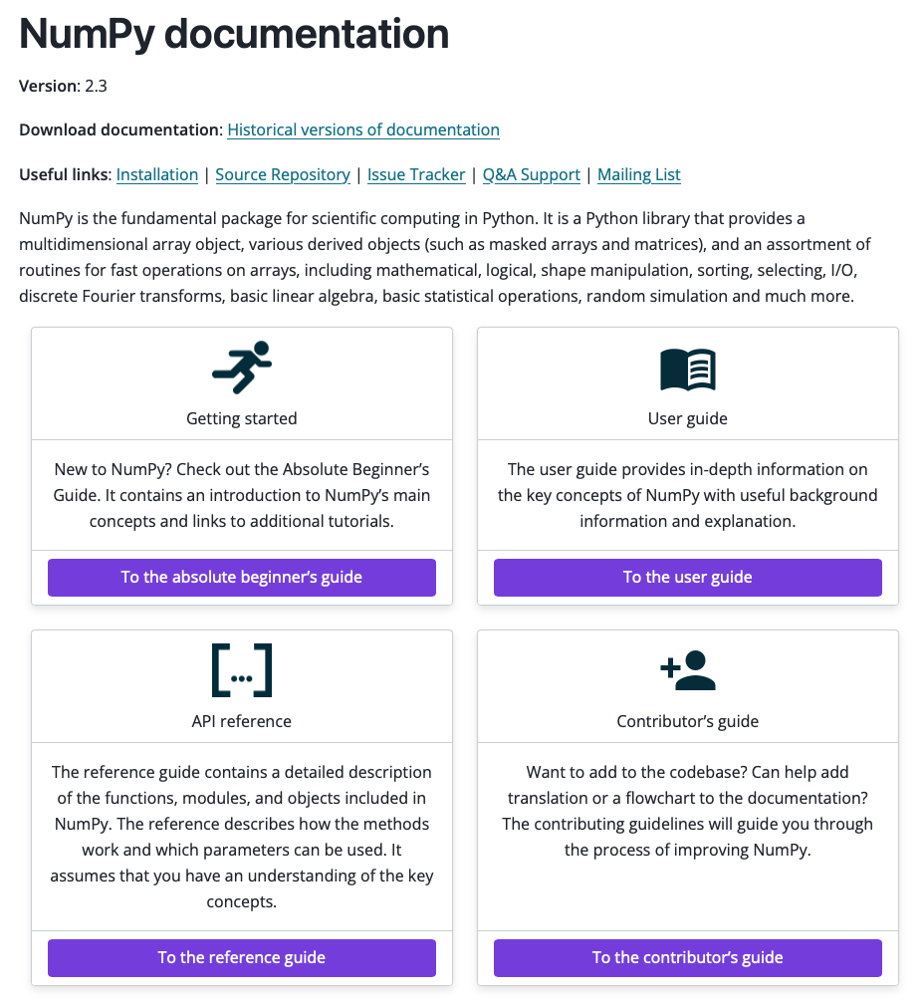 NumPy documentation
Version: 2.3
Download documentation: Historical versions of documentation
Useful links: Installation | Source Repository | Issue Tracker | Q&A Support | Mailing List
NumPy is the fundamental package for scientific computing in Python. It is a Python library that provides a
multidimensional array object, various derived objects (such as masked arrays and matrices), and an assortment of
routines for fast operations on arrays, including mathematical, logical, shape manipulation, sorting, selecting, I/O,
discrete Fourier transforms, basic linear algebra, basic statistical operations, random simulation and much more.
Getting started
New to NumPy? Check out the Absolute Beginner’s
Guide. It contains an introduction to NumPy’s main
concepts and links to additional tutorials.
To the absolute beginner’s guide
User guide
The user guide provides in-depth information on
the key concepts of NumPy with useful background
information and explanation.
To the user guide
API reference
The reference guide contains a detailed description
of the functions, modules, and objects included in
NumPy. The reference describes how the methods
work and which parameters can be used. It
assumes that you have an understanding of the key
concepts.
To the reference guide
Contributor’s guide
Want to add to the codebase? Can help add
translation or a flowchart to the documentation?
The contributing guidelines will guide you through
the process of improving NumPy.
To the contributor’s guide